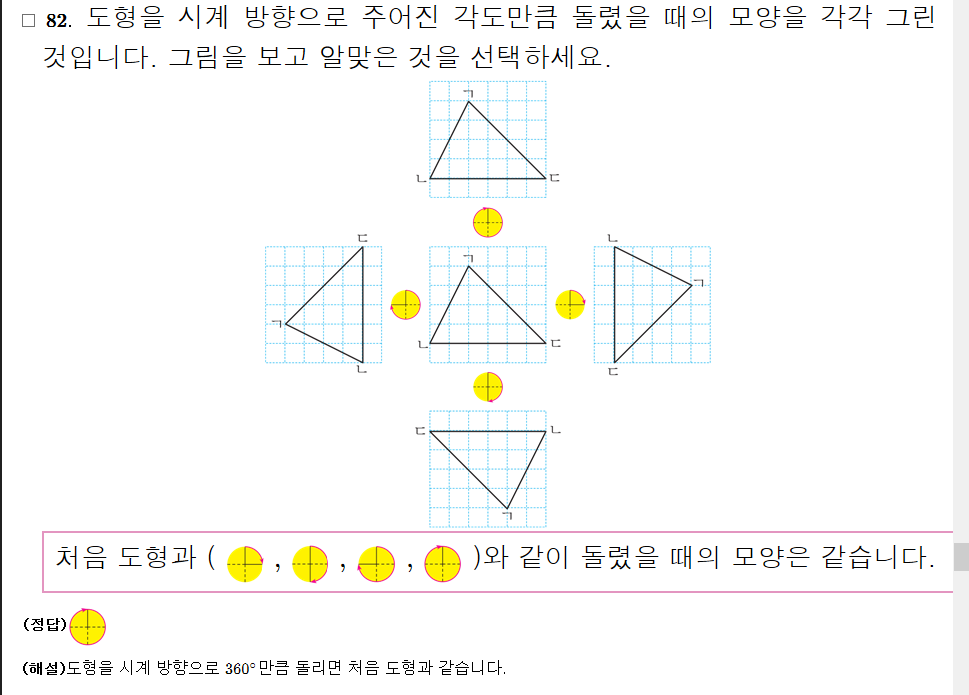 □ 82. 도형을 시계 방향으로 주어진 각도만큼 돌렸을 때의 모양을 각각 그린
것입니다. 그림을 보고 알맞은 것을 선택하세요.
ㄱ
ㄴ ㄷ
ㄷ ㄱ ㄴ
ㄱ ㄴ ㄷ
ㄴ ㄱ ㄷ
ㄷ ㄴ
ㄱ
처음 도형과 ( , , , )와 같이 돌렸을 때의 모양은 같습니다.
(정답)
(해설)도형을 시계 방향으로 360°만큼 돌리면 처음 도형과 같습니다.